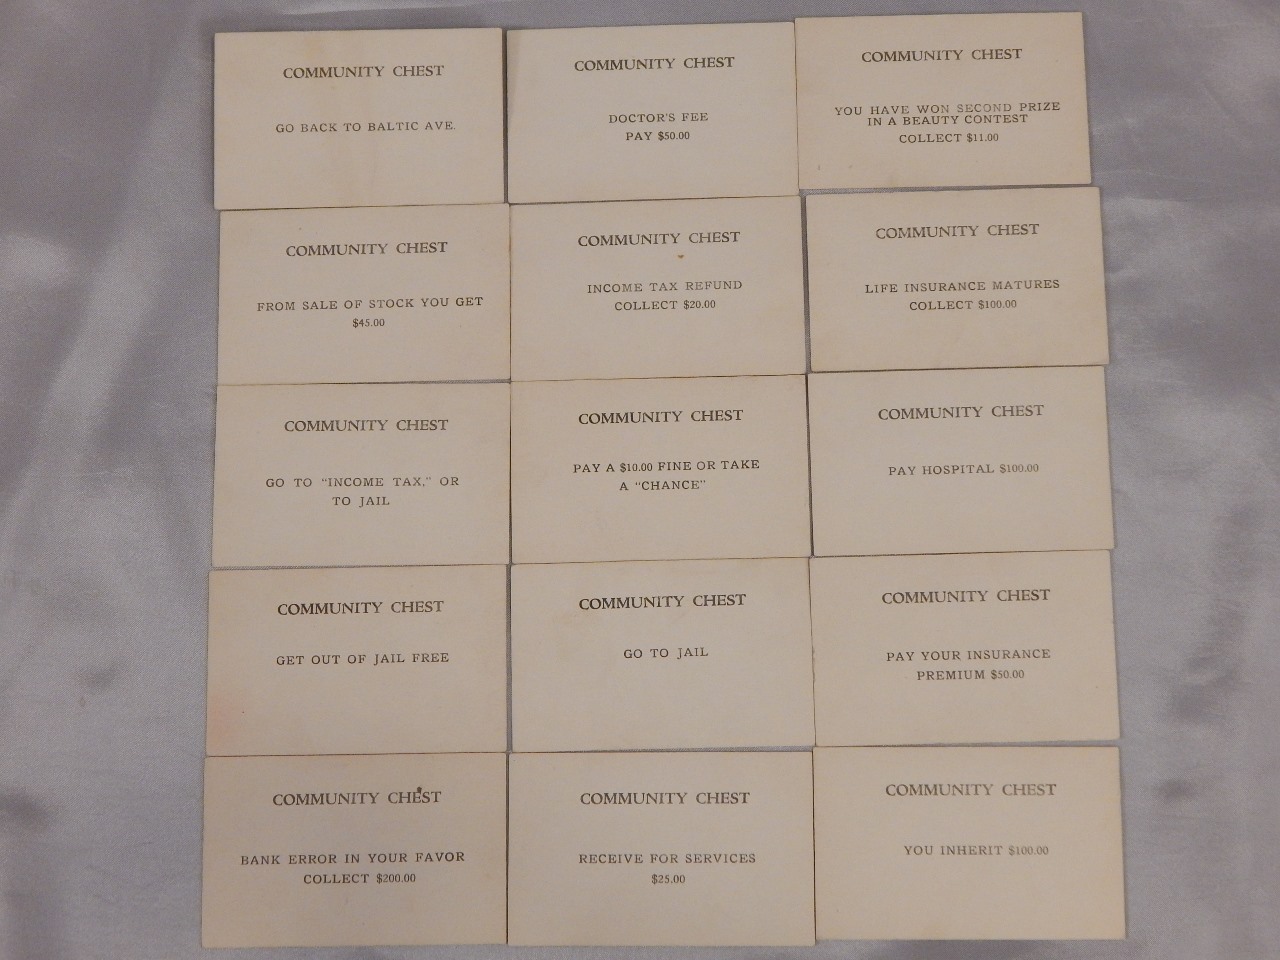 COMMUNITY CHEST
GO BACK TO BALTIC AVE.
COMMUNITY CHEST
DOCTOR'S FEE
PAY $50.00
COMMUNITY CHEST
YOU HAVE WON SECOND PRIZE
IN A BEAUTY CONTEST
COLLECT $11.00
COMMUNITY CHEST
FROM SALE OF STOCK YOU GET
$45.00
COMMUNITY CHEST
INCOME TAX REFUND
COLLECT $20.00
COMMUNITY CHEST
LIFE INSURANCE MATURES
COLLECT $100.00
COMMUNITY CHEST
GO TO "INCOME TAX," OR
TO JAIL
COMMUNITY CHEST
PAY A $10.00 FINE OR TAKE
A "CHANCE"
COMMUNITY CHEST
PAY HOSPITAL $100.00
COMMUNITY CHEST
GET OUT OF JAIL FREE
COMMUNITY CHEST
GO TO JAIL
COMMUNITY CHEST
PAY YOUR INSURANCE
PREMIUM $50.00
COMMUNITY CHEST
BANK ERROR IN YOUR FAVOR
COLLECT $200.00
COMMUNITY CHEST
RECEIVE FOR SERVICES
$25.00
COMMUNITY CHEST
YOU INHERIT $100.00